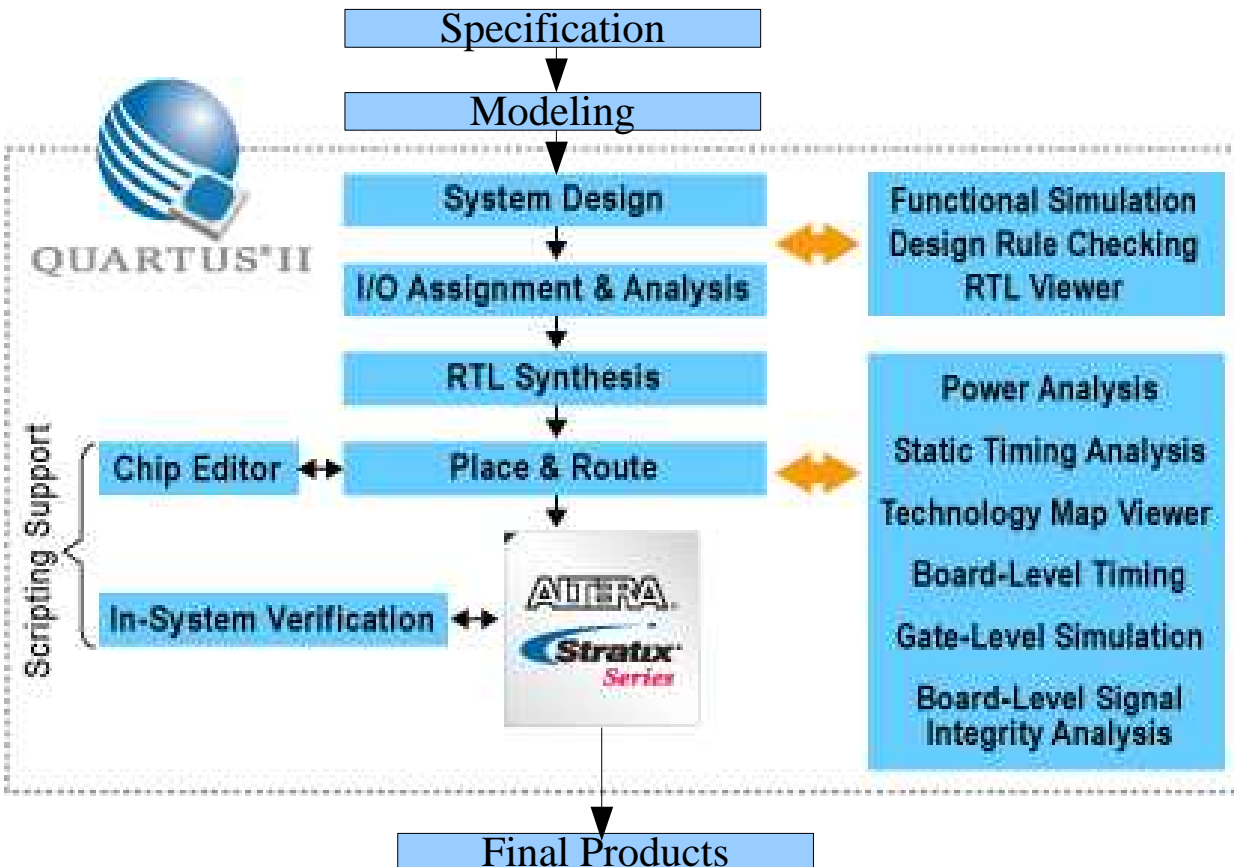 Specification
Modeling
QUARTUS®II
System Design
I/O Assignment & Analysis
RTL Synthesis
Place & Route
Functional Simulation
Design Rule Checking
RTL Viewer
Power Analysis
Static Timing Analysis
Technology Map Viewer
Board-Level Timing
Gate-Level Simulation
Board-Level Signal
Integrity Analysis
Scripting Support
Chip Editor
In-System Verification
ALTERA
Stratix
Series
Final Products